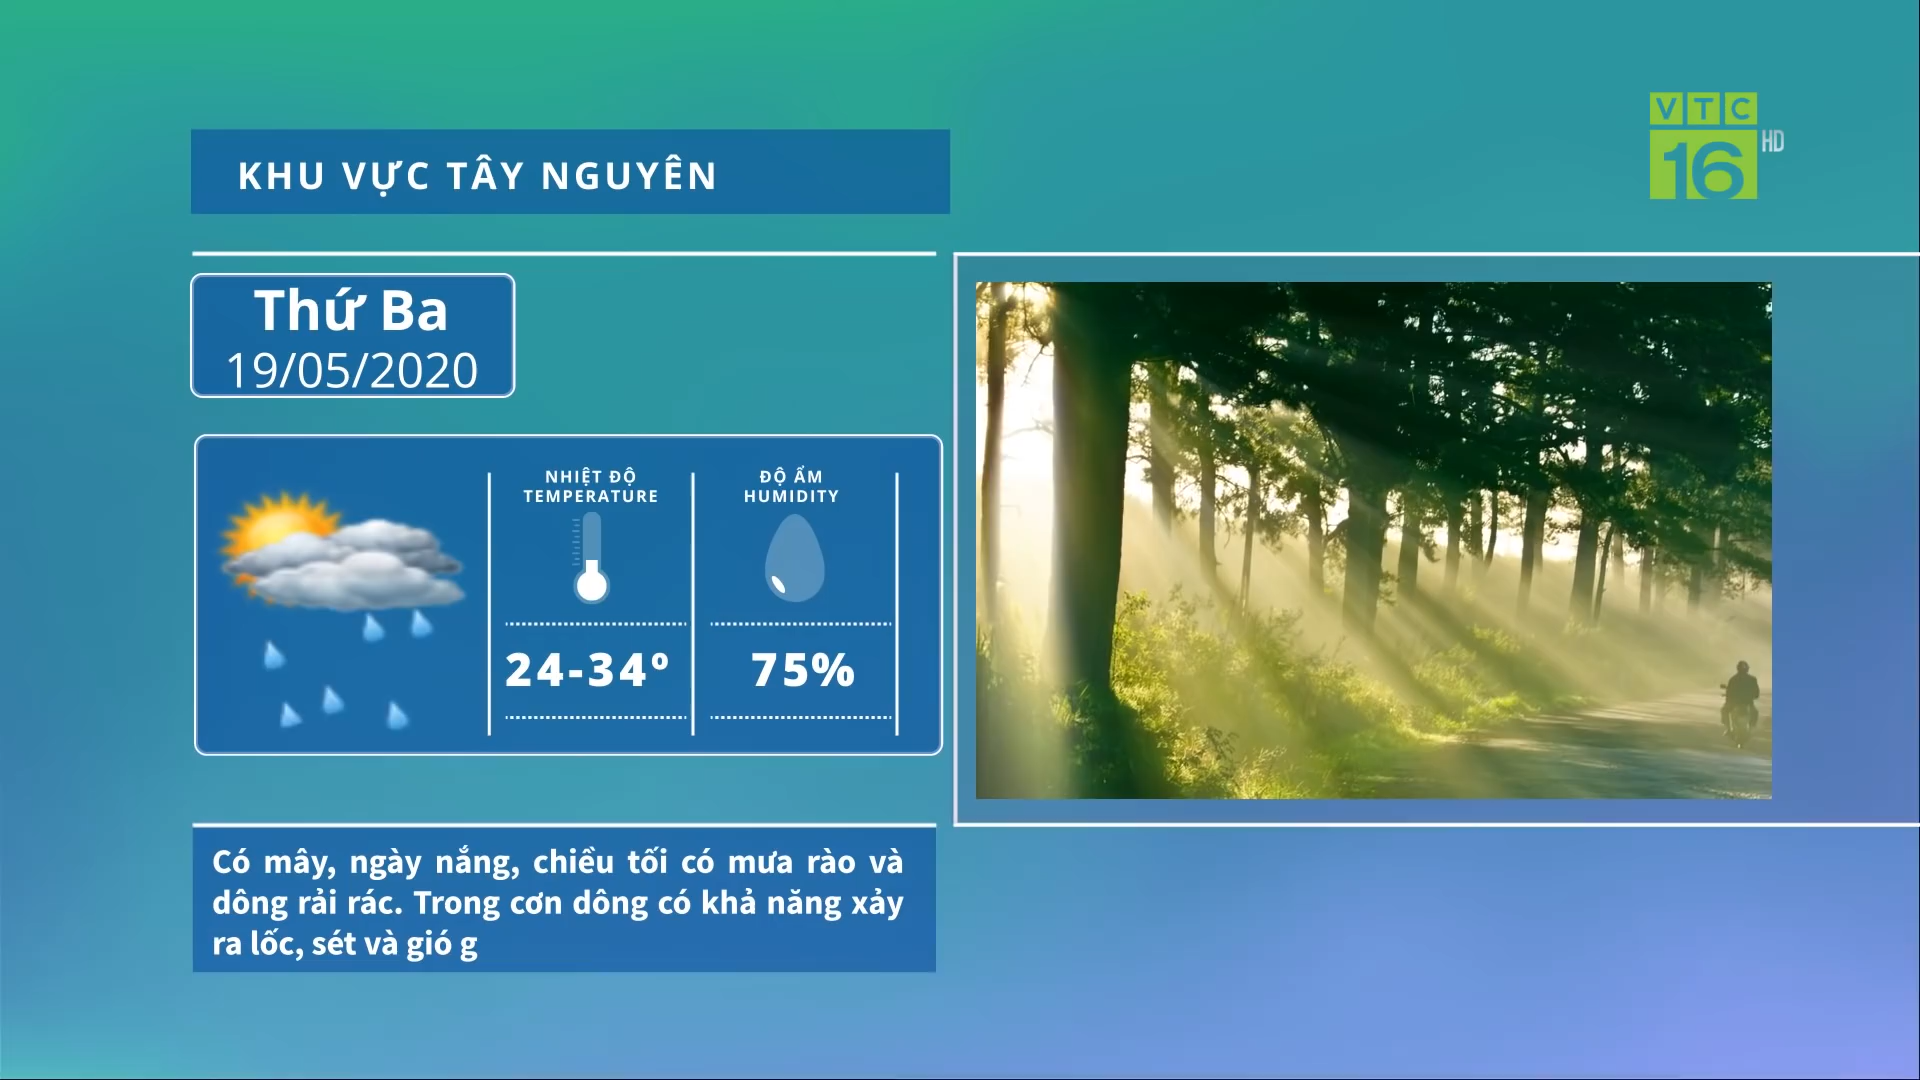 VTC
16 HD
KHU VỰC TÂY NGUYÊN
Thứ Ba
19/05/2020
NHIỆT ĐỘ
TEMPERATURE
24-34º
ĐỘ ẨM
HUMIDITY
75%
Có mây, ngày nắng, chiều tối có mưa rào và
dông rải rác. Trong cơn dông có khả năng xảy
ra lốc, sét và gió g